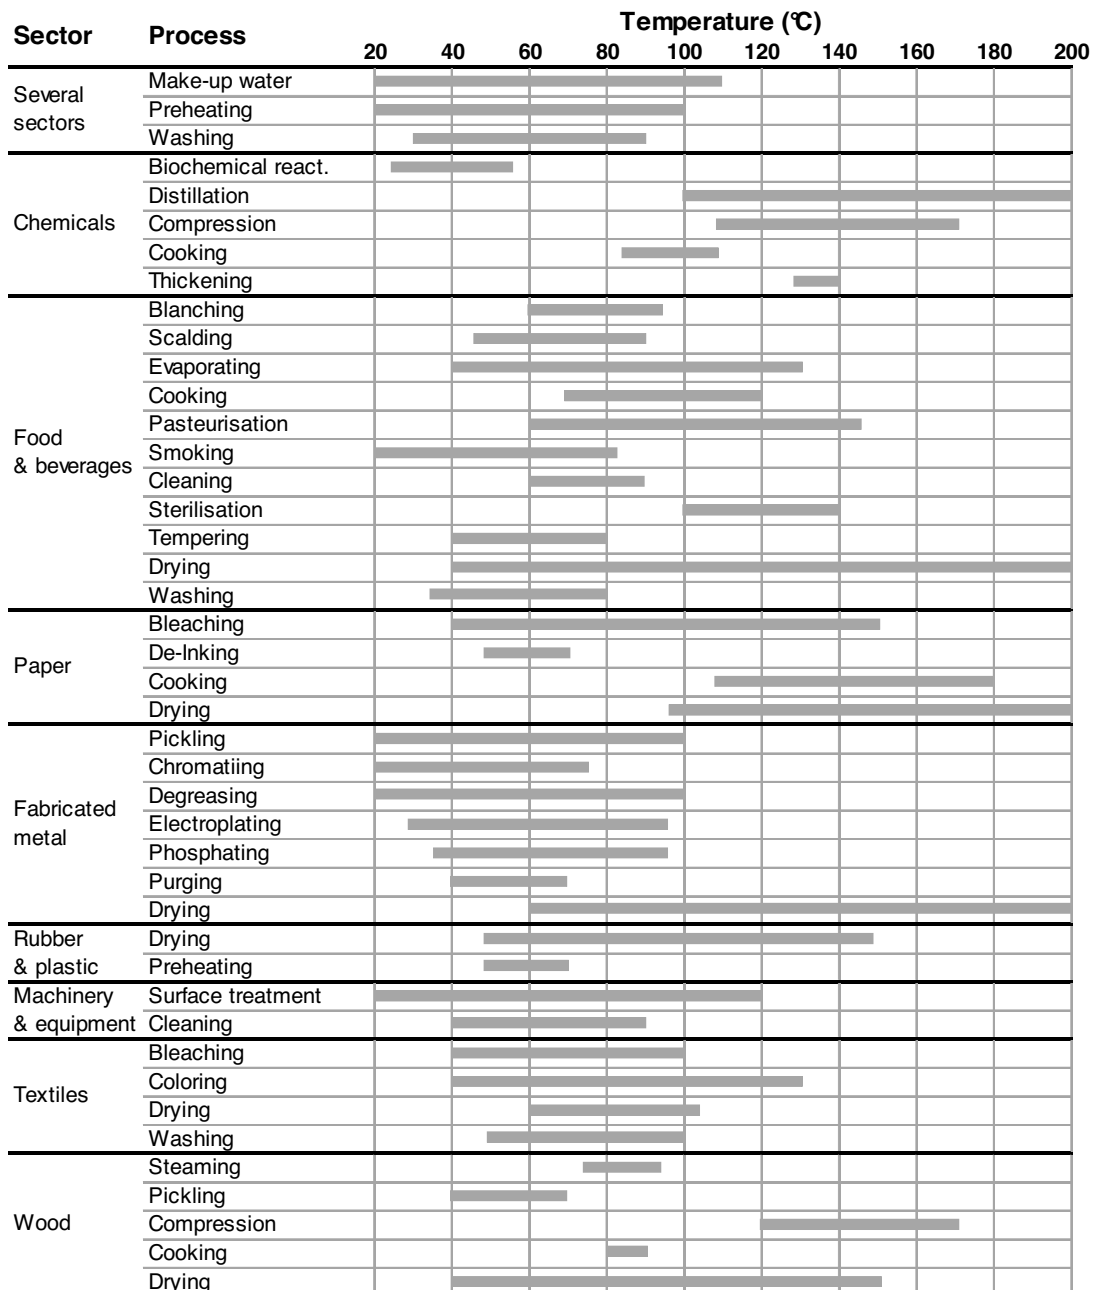 Temperature (°C)
Sector Process
20 40 60 80 100 120 140 160 180 200
Several sectors
Make-up water
Preheating
Washing
Chemicals
Biochemical react.
Distillation
Compression
Cooking
Thickening
Food & beverages
Blanching
Scalding
Evaporating
Cooking
Pasteurisation
Smoking
Cleaning
Sterilisation
Tempering
Drying
Washing
Paper
Bleaching
De-Inking
Cooking
Drying
Fabricated metal
Pickling
Chromatiing
Degreasing
Electroplating
Phosphating
Purging
Drying
Rubber & plastic
Drying
Preheating
Machinery & equipment
Surface treatment
Cleaning
Textiles
Bleaching
Coloring
Drying
Washing
Wood
Steaming
Pickling
Compression
Cooking
Drying